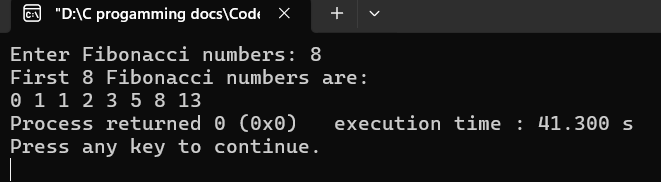 "D:\C progamming docs\Code
Enter Fibonacci numbers: 8
First 8 Fibonacci numbers are:
0 1 1 2 3 5 8 13
Process returned 0 (0x0)   execution time : 41.300 s
Press any key to continue.